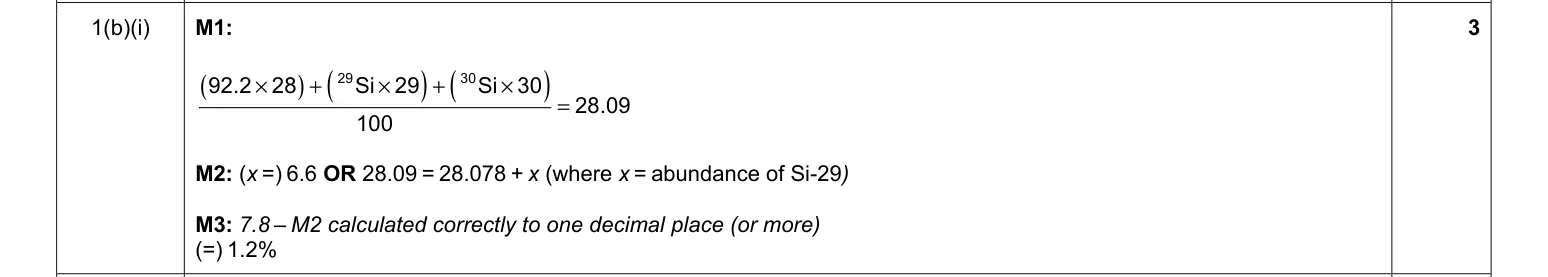 1(b)(i) M1: 3
(92.2 × 28) + (²⁹Si × 29) + (³⁰Si × 30)
= 28.09
100
M2: (x =) 6.6 OR 28.09 = 28.078 + x (where x = abundance of Si-29)
M3: 7.8 – M2 calculated correctly to one decimal place (or more)
(=) 1.2%